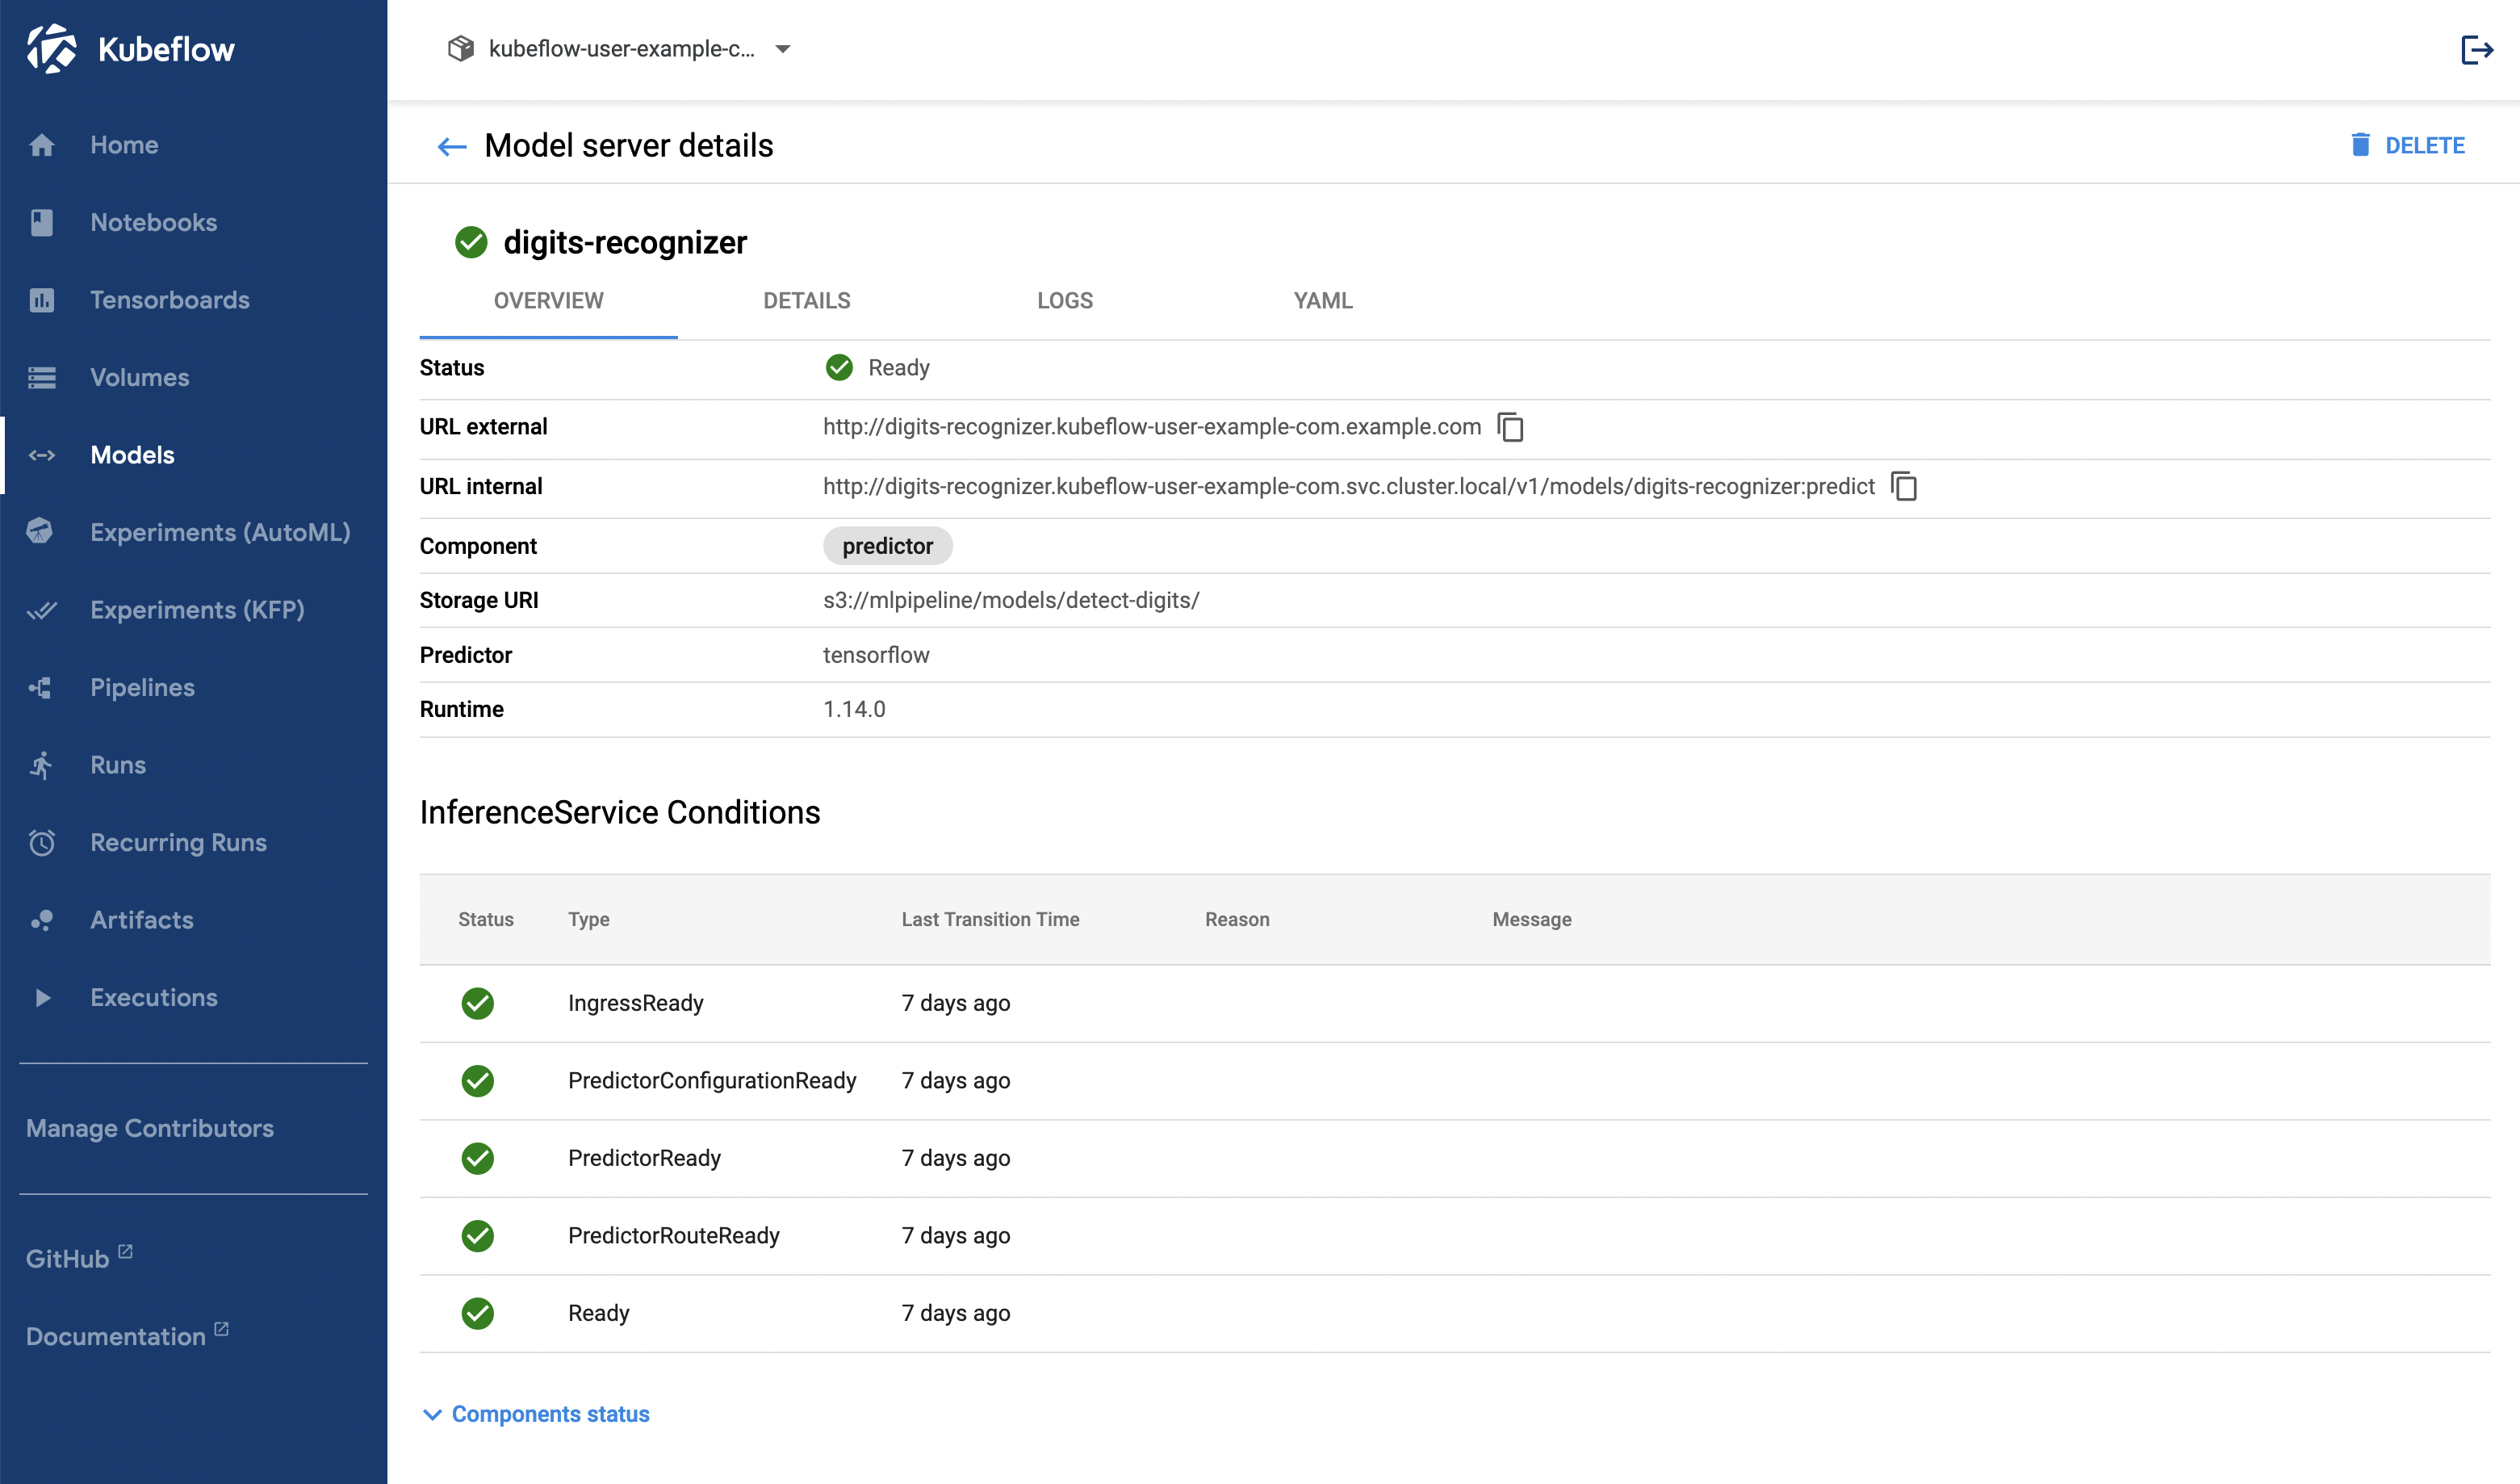 Kubeflow
kubeflow-user-example-c...
Home
Notebooks
Tensorboards
Volumes
Models
Experiments (AutoML)
Experiments (KFP)
Pipelines
Runs
Recurring Runs
Artifacts
Executions
Manage Contributors
GitHub
Documentation
Model server details
DELETE
digits-recognizer
OVERVIEW DETAILS LOGS YAML
Status Ready
URL external http://digits-recognizer.kubeflow-user-example-com.example.com
URL internal http://digits-recognizer.kubeflow-user-example-com.svc.cluster.local/v1/models/digits-recognizer:predict
Component predictor
Storage URI s3://mlpipeline/models/detect-digits/
Predictor tensorflow
Runtime 1.14.0
InferenceService Conditions
Status Type Last Transition Time Reason Message
IngressReady 7 days ago
PredictorConfigurationReady 7 days ago
PredictorReady 7 days ago
PredictorRouteReady 7 days ago
Ready 7 days ago
Components status